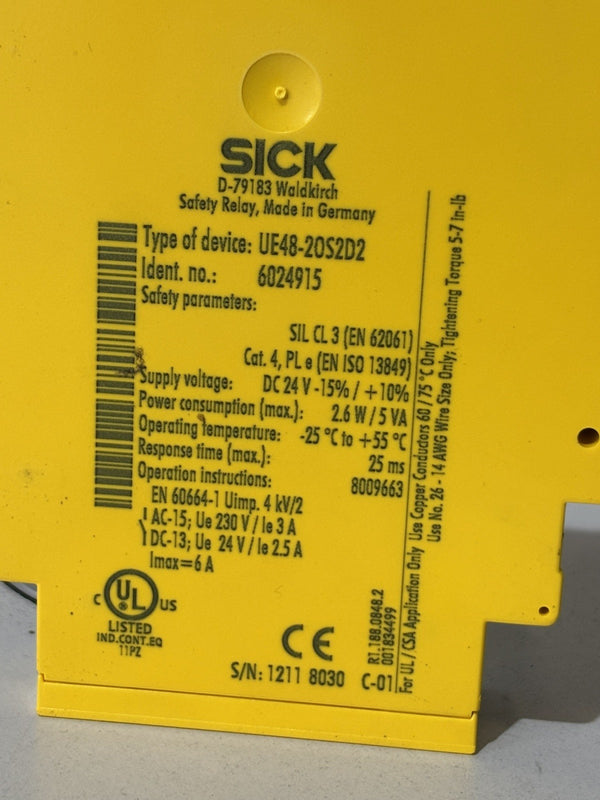 SICK
D-79183 Waldkirch
Safety Relay, Made in Germany
Type of device: UE48-2OS2D2
Ident. no.: 6024915
Safety parameters:
SIL CL 3 (EN 62061)
Cat. 4, PL e (EN ISO 13849)
Supply voltage: DC 24 V -15% / +10%
Power consumption (max.): 2.6 W / 5 VA
Operating temperature: -25 °C to +55 °C
Response time (max.): 25 ms
Operation instructions: 8009663
EN 60664-1 Uimp. 4 kV/2
AC-15; Ue 230 V / Ie 3 A
DC-13; Ue 24 V / Ie 2.5 A
Imax=6 A
C UL US
®
LISTED
IND.CONT.EQ
11PZ
CE
S/N: 1211 8030 C-01
RT.188.0848.2
001834499
For UL / CSA Application Only Use Copper Conductors 60 / 75 °C Only
Use No. 26 - 14 AWG Wire Size Only; Tightening Torque 5-7 in-lb